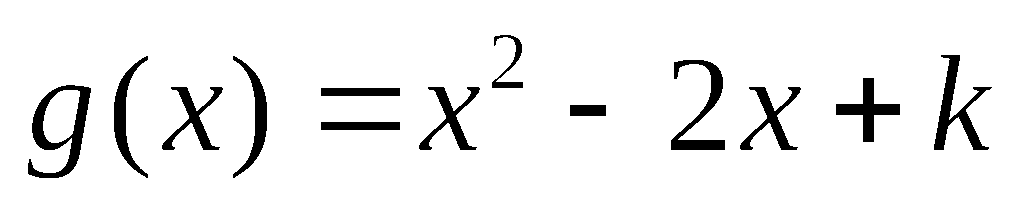 g(x) = x² - 2x + k